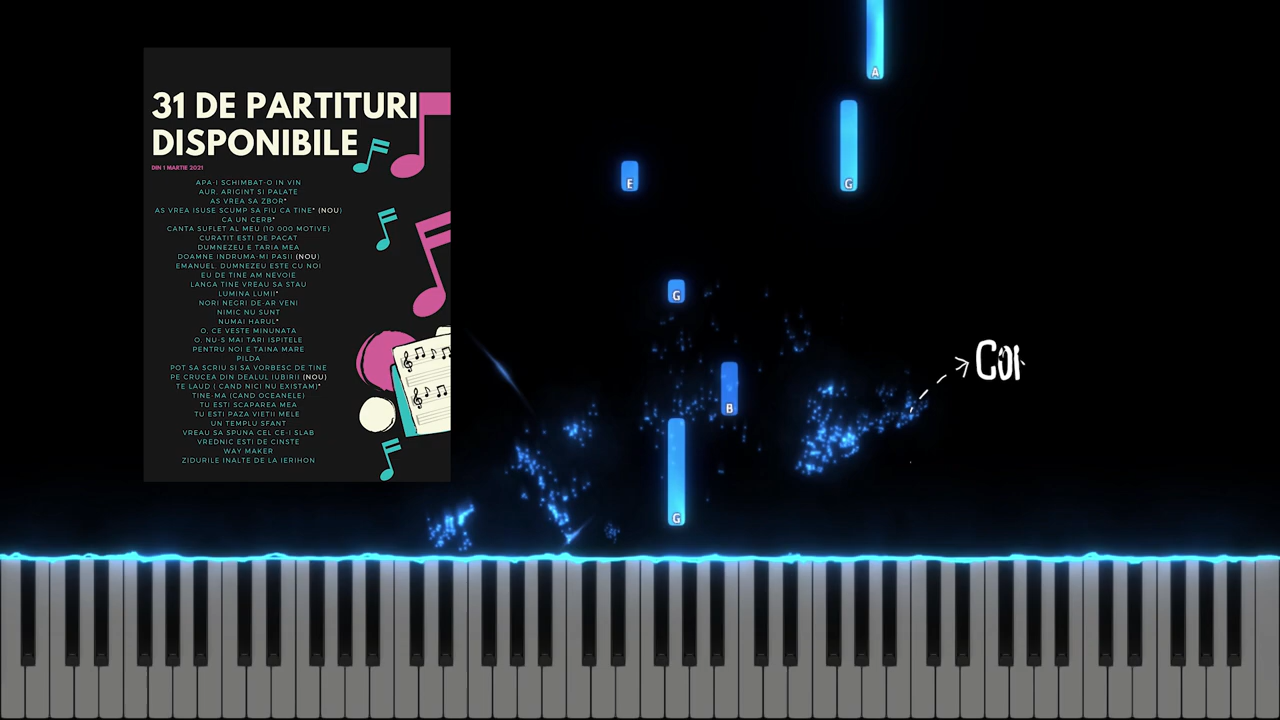 31 DE PARTITURI
DISPONIBILE
DIN 1 MARTIE 2021
APA-I SCHIMBAT-O IN VIN
AUR, ARIGINT SI PALATE
AS VREA SA ZBOR*
AS VREA ISUSE SCUMP SA FIU CA TINE* (NOU)
CA UN CERB*
CANTA SUFLET AL MEU (10 000 MOTIVE)
CURATIT ESTI DE PACAT
DUMNEZEU E TARIA MEA
DOAMNE INDRUMA-MI PASII (NOU)
EMANUEL, DUMNEZEU ESTE CU NOI
EU DE TINE AM NEVOIE
LANGA TINE VREAU SA STAU
LUMINA LUMII*
NORI NEGRI DE-AR VENI
NIMIC NU SUNT
NUMAI HARUL*
O, CE VESTE MINUNATA
O, NU-S MAI TARI ISPITELE
PENTRU NOI E TAINA MARE
PILDA
POT SA SCRIU SI SA VORBESC DE TINE
PE CRUCEA DIN DEALUL IUBIRII (NOU)
TE LAUD ( CAND NICI NU EXISTAM)*
TINE-MA (CAND OCEANELE)
TU ESTI SCAPAREA MEA
TU ESTI PAZA VIETII MELE
UN TEMPLU SFANT
VREAU SA SPUNA CEL CE-I SLAB
VREDNIC ESTI DE CINSTE
WAY MAKER
ZIDURILE INALTE DE LA IERIHON
A
G
E
G
B
G